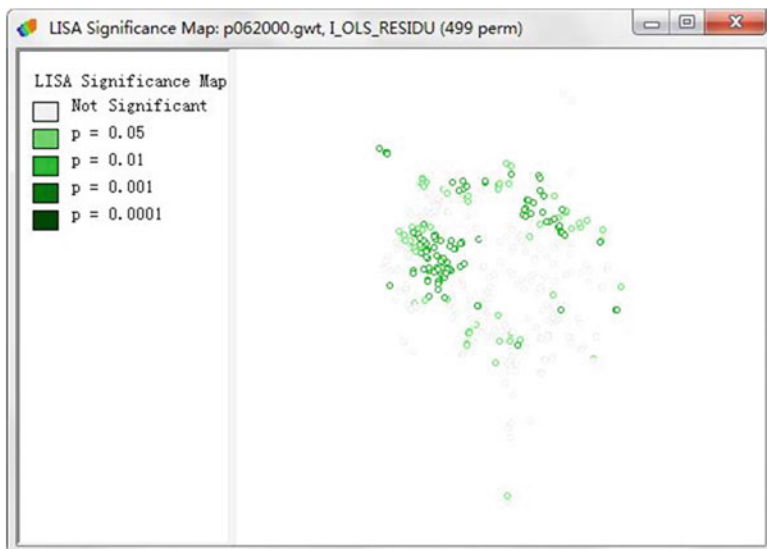 LISA Significance Map: p062000.gwt, I_OLS_RESIDU (499 perm)
LISA Significance Map
Not Significant
p = 0.05
p = 0.01
p = 0.001
p = 0.0001